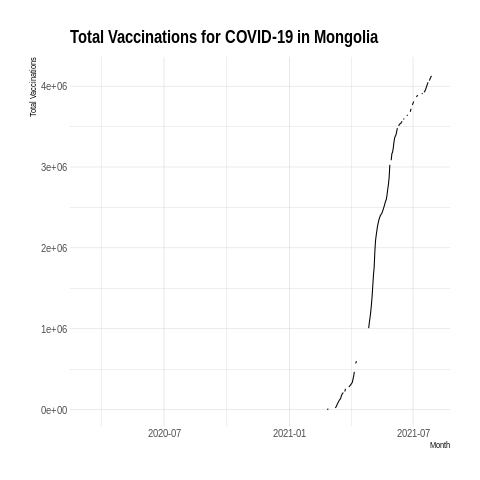 Total Vaccinations for COVID-19 in Mongolia
Total Vaccinations
4e+06
3e+06
2e+06
1e+06
0e+00
2020-07
2021-01
2021-07
Month